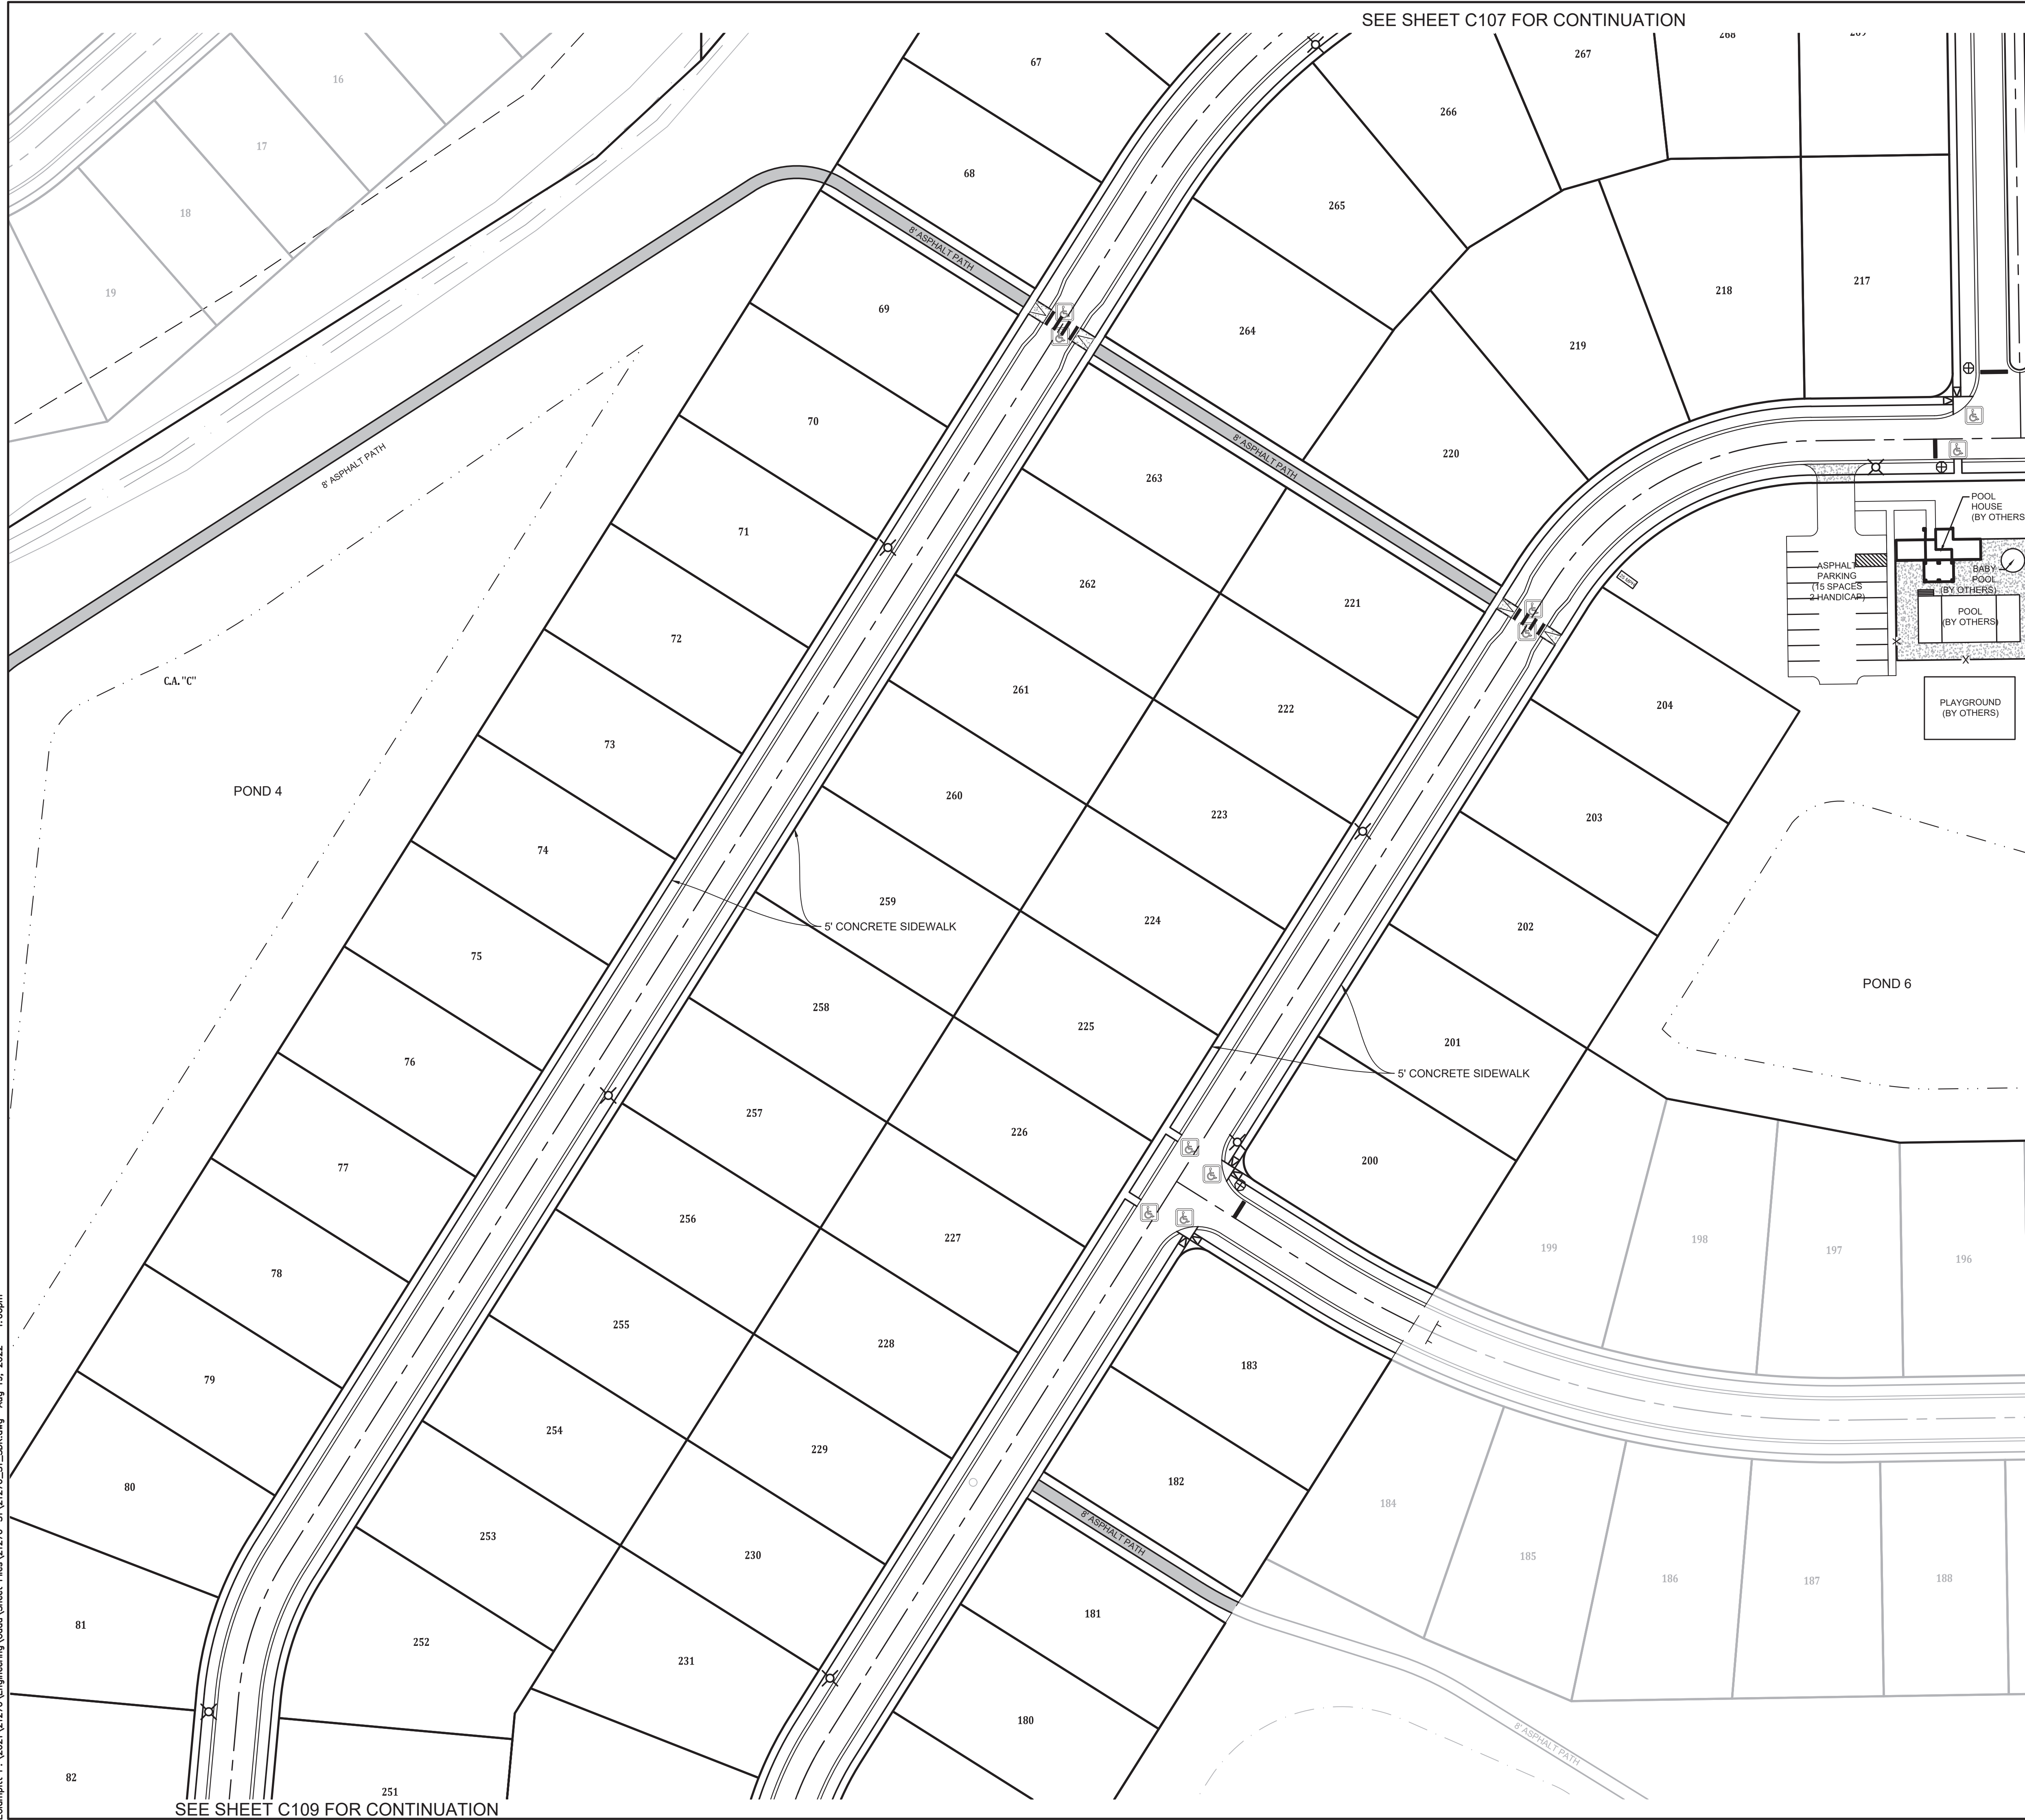 SEE SHEET C107 FOR CONTINUATION
16
17
18
19
67
68
69
70
71
72
73
74
75
76
77
78
79
80
81
82
266
267
268
265
264
263
262
261
260
259
258
257
256
255
254
253
252
251
217
218
219
220
221
222
223
224
225
226
227
228
229
230
231
204
203
202
201
200
199
198
197
196
183
182
181
180
184
185
186
187
188
8' ASPHALT PATH
8' ASPHALT PATH
8' ASPHALT PATH
8' ASPHALT PATH
8' ASPHALT PATH
C.A. "C"
POND 4
POND 6
5' CONCRETE SIDEWALK
5' CONCRETE SIDEWALK
POOL
HOUSE
(BY OTHERS
BABY
POOL
(BY OTHERS)
POOL
(BY OTHERS)
ASPHALT
PARKING
(15 SPACES
2 HANDICAP)
PLAYGROUND
(BY OTHERS)
SEE SHEET C109 FOR CONTINUATION